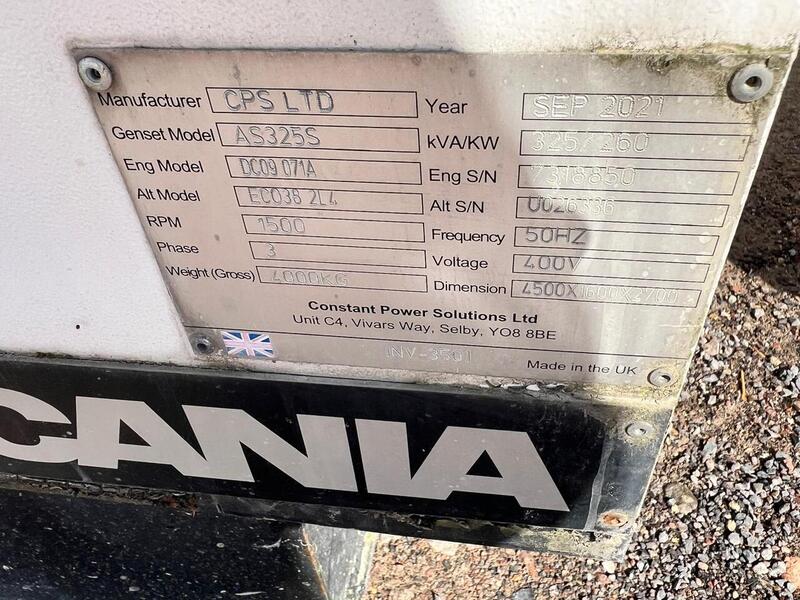 Manufacturer CPS LTD Year SEP 2021
Genset Model AS325S kVA/KW 325/260
Eng Model DC09 071A Eng S/N 7318850
Alt Model ECO38 2L4 Alt S/N U026336
RPM 1500 Frequency 50HZ
Phase 3 Voltage 400V
Weight (Gross) 4000KG Dimension 4500X1600X2700
Constant Power Solutions Ltd
Unit C4, Vivars Way, Selby, YO8 8BE
INV-3501 Made in the UK
CANIA